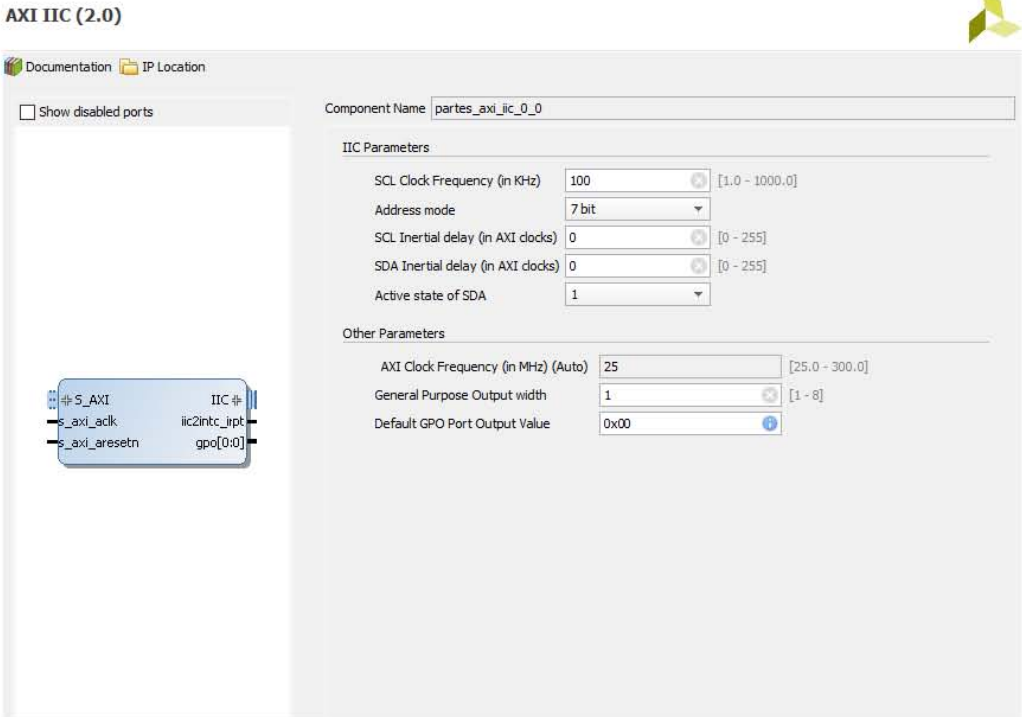 AXI IIC (2.0)
Documentation IP Location
Show disabled ports
Component Name partes_axi_iic_0_0
IIC Parameters
SCL Clock Frequency (in KHz) 100 [1.0 - 1000.0]
Address mode 7 bit
SCL Inertial delay (in AXI clocks) 0 [0 - 255]
SDA Inertial delay (in AXI clocks) 0 [0 - 255]
Active state of SDA 1
Other Parameters
AXI Clock Frequency (in MHz) (Auto) 25 [25.0 - 300.0]
General Purpose Output width 1 [1 - 8]
Default GPO Port Output Value 0x00
S_AXI IIC
s_axi_aclk iic2intc_irpt
s_axi_aresetn gpo[0:0]